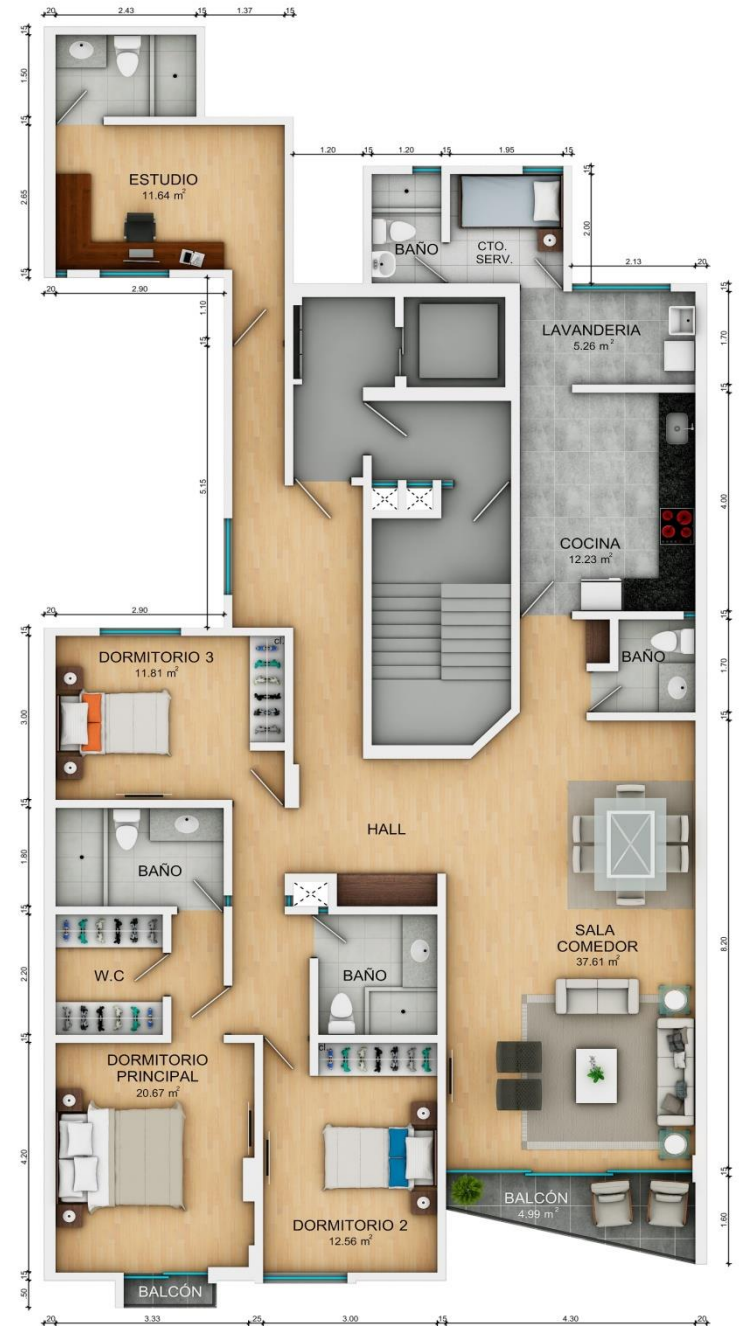 .20
2.43
.15
1.37
.15
.15
1.50
.15
2.65
.15
ESTUDIO
11.64 m²
1.20
.15
1.20
.15
1.95
.15
.15
2.00
BAÑO
CTO.
SERV.
2.13
.20
.20
2.90
1.10
.15
5.15
LAVANDERIA
5.26 m²
.15
1.70
.15
4.00
.15
COCINA
12.23 m²
.20
2.90
.15
3.00
.15
DORMITORIO 3
11.81 m²
cl.
BAÑO
1.70
.15
HALL
1.80
.15
BAÑO
2.20
.15
W.C
BAÑO
SALA
COMEDOR
37.61 m²
8.20
.15
cl.
DORMITORIO
PRINCIPAL
20.67 m²
4.20
.15
BALCÓN
4.99 m²
1.60
DORMITORIO 2
12.56 m²
.50
BALCÓN
.20
3.33
.25
3.00
.15
4.30
.20